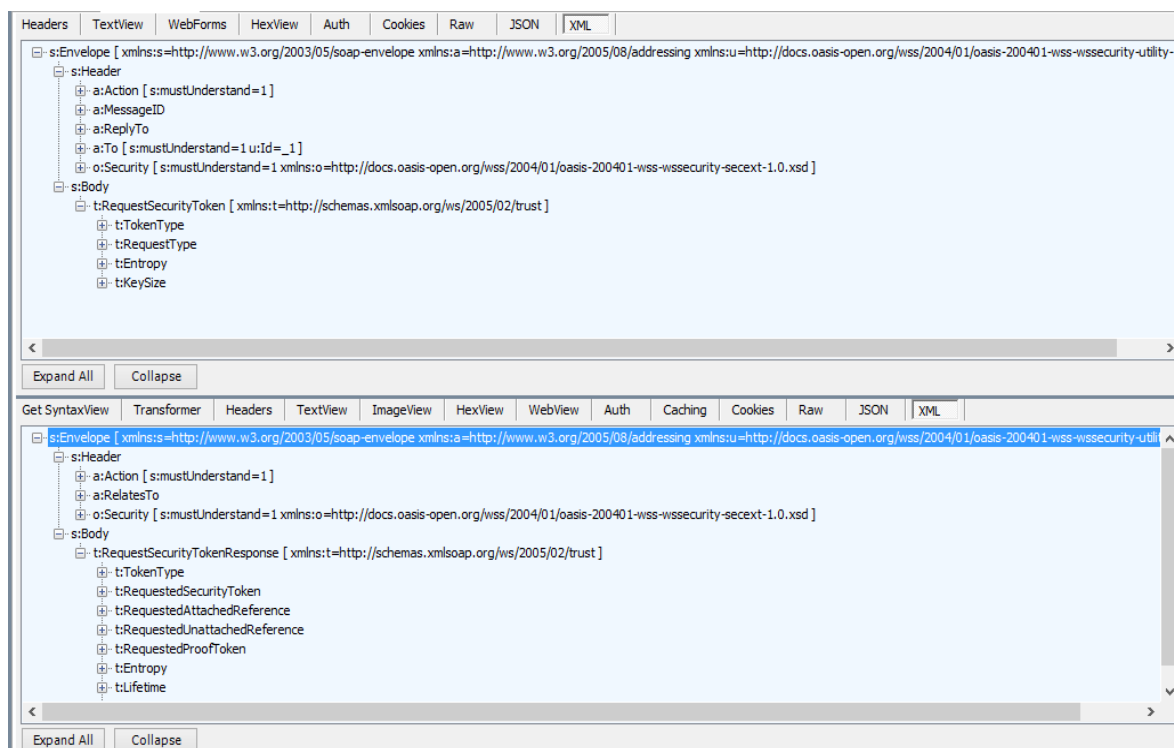 Headers TextView WebForms HexView Auth Cookies Raw JSON XML
s:Envelope [ xmlns:s=http://www.w3.org/2003/05/soap-envelope xmlns:a=http://www.w3.org/2005/08/addressing xmlns:u=http://docs.oasis-open.org/wss/2004/01/oasis-200401-wss-wssecurity-utility-
s:Header
a:Action [ s:mustUnderstand=1 ]
a:MessageID
a:ReplyTo
a:To [ s:mustUnderstand=1 u:Id=_1 ]
o:Security [ s:mustUnderstand=1 xmlns:o=http://docs.oasis-open.org/wss/2004/01/oasis-200401-wss-wssecurity-secext-1.0.xsd ]
s:Body
t:RequestSecurityToken [ xmlns:t=http://schemas.xmlsoap.org/ws/2005/02/trust ]
t:TokenType
t:RequestType
t:Entropy
t:KeySize
Expand All Collapse
Get SyntaxView Transformer Headers TextView ImageView HexView WebView Auth Caching Cookies Raw JSON XML
s:Envelope [ xmlns:s=http://www.w3.org/2003/05/soap-envelope xmlns:a=http://www.w3.org/2005/08/addressing xmlns:u=http://docs.oasis-open.org/wss/2004/01/oasis-200401-wss-wssecurity-utili
s:Header
a:Action [ s:mustUnderstand=1 ]
a:RelatesTo
o:Security [ s:mustUnderstand=1 xmlns:o=http://docs.oasis-open.org/wss/2004/01/oasis-200401-wss-wssecurity-secext-1.0.xsd ]
s:Body
t:RequestSecurityTokenResponse [ xmlns:t=http://schemas.xmlsoap.org/ws/2005/02/trust ]
t:TokenType
t:RequestedSecurityToken
t:RequestedAttachedReference
t:RequestedUnattachedReference
t:RequestedProofToken
t:Entropy
t:Lifetime
Expand All Collapse